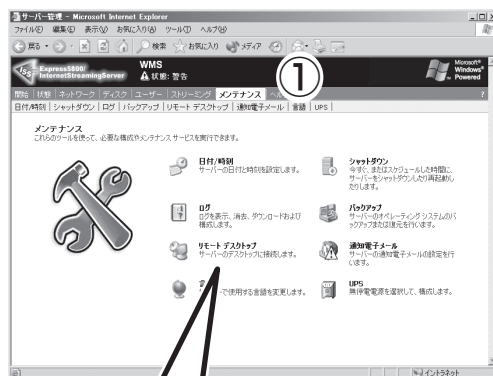 サーバー管理 - Microsoft Internet Explorer
ファイル(F) 編集(E) 表示(V) お気に入り(A) ツール(T) ヘルプ(H)
戻る 検索 お気に入り メディア
Express5800/
InternetStreamingServer
WMS
状態: 警告
Microsoft®
Windows®
Powered
①
開始 状態 ネットワーク ディスク ユーザー ストリーミング メンテナンス ?
日付/時刻 | シャットダウン | ログ | バックアップ | リモート デスクトップ | 通知電子メール | 言語 | UPS |
メンテナンス
これらのツールを使って、必要な構成やメンテナンス サービスを実行できます。
日付/時刻
サーバーの日付と時刻を設定します。
シャットダウン
今すぐ、またはスケジュールした時間に、
サーバーをシャットダウンしたり再起動し
たりします。
ログ
ログを表示、消去、ダウンロードおよび
構成します。
バックアップ
サーバーのオペレーティング システムのバ
ックアップまたは復元を行います。
リモート デスクトップ
サーバーのデスクトップに接続します。
通知電子メール
サーバーの通知電子メールの設定を行
います。
で使用する言語を変更します。
UPS
無停電電源を選択して、構成します。
イントラネット